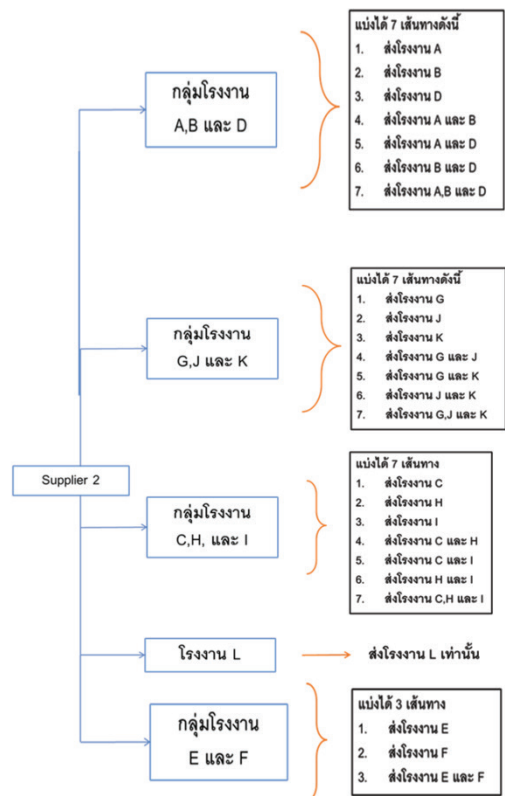 แบ่งได้ 7 เส้นทางดังนี้
1. ส่งโรงงาน A
2. ส่งโรงงาน B
3. ส่งโรงงาน D
4. ส่งโรงงาน A และ B
5. ส่งโรงงาน A และ D
6. ส่งโรงงาน B และ D
7. ส่งโรงงาน A,B และ D
กลุ่มโรงงาน
A,B และ D
แบ่งได้ 7 เส้นทางดังนี้
1. ส่งโรงงาน G
2. ส่งโรงงาน J
3. ส่งโรงงาน K
4. ส่งโรงงาน G และ J
5. ส่งโรงงาน G และ K
6. ส่งโรงงาน J และ K
7. ส่งโรงงาน G,J และ K
กลุ่มโรงงาน
G,J และ K
Supplier 2
แบ่งได้ 7 เส้นทาง
1. ส่งโรงงาน C
2. ส่งโรงงาน H
3. ส่งโรงงาน I
4. ส่งโรงงาน C และ H
5. ส่งโรงงาน C และ I
6. ส่งโรงงาน H และ I
7. ส่งโรงงาน C,H และ I
กลุ่มโรงงาน
C,H, และ I
โรงงาน L
ส่งโรงงาน L เท่านั้น
กลุ่มโรงงาน
E และ F
แบ่งได้ 3 เส้นทาง
1. ส่งโรงงาน E
2. ส่งโรงงาน F
3. ส่งโรงงาน E และ F